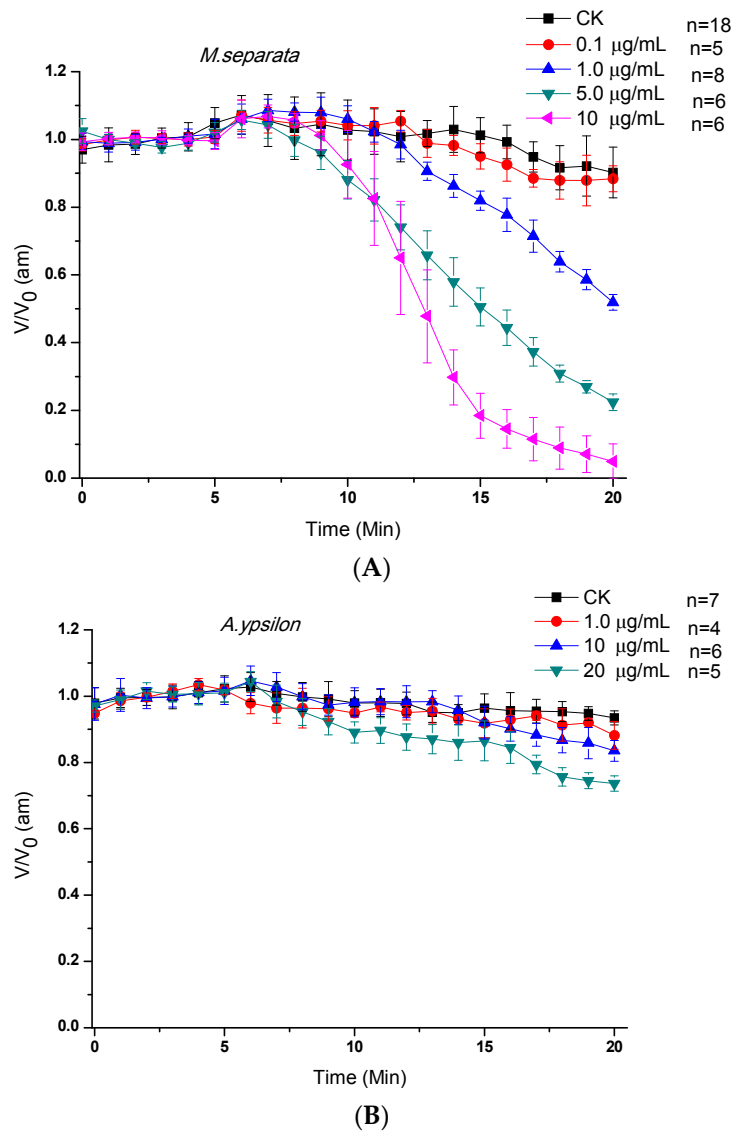 CK n=18
0.1 μg/mL n=5
1.0 μg/mL n=8
5.0 μg/mL n=6
10 μg/mL n=6
M.separata
1.2
1.0
0.8
0.6
0.4
0.2
0.0
V/V0 (am)
0 5 10 15 20
Time (Min)
(A)
CK n=7
1.0 μg/mL n=4
10 μg/mL n=6
20 μg/mL n=5
A.ypsilon
1.2
1.0
0.8
0.6
0.4
0.2
0.0
V/V0 (am)
0 5 10 15 20
Time (Min)
(B)